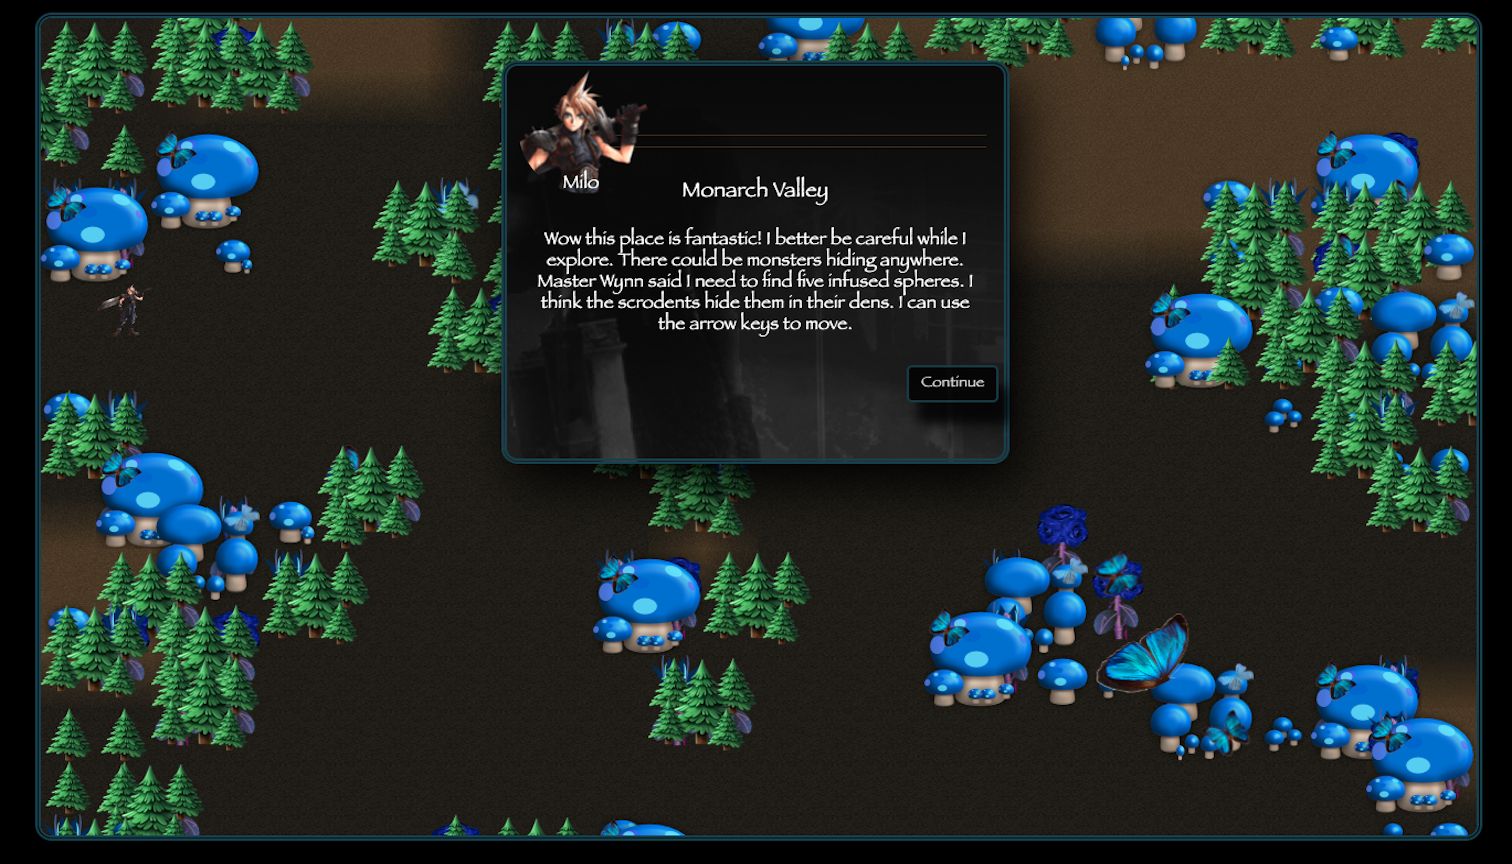 Milo
Monarch Valley
Wow this place is fantastic! I better be careful while I
explore. There could be monsters hiding anywhere.
Master Wynn said I need to find five infused spheres. I
think the scrodents hide them in their dens. I can use
the arrow keys to move.
Continue